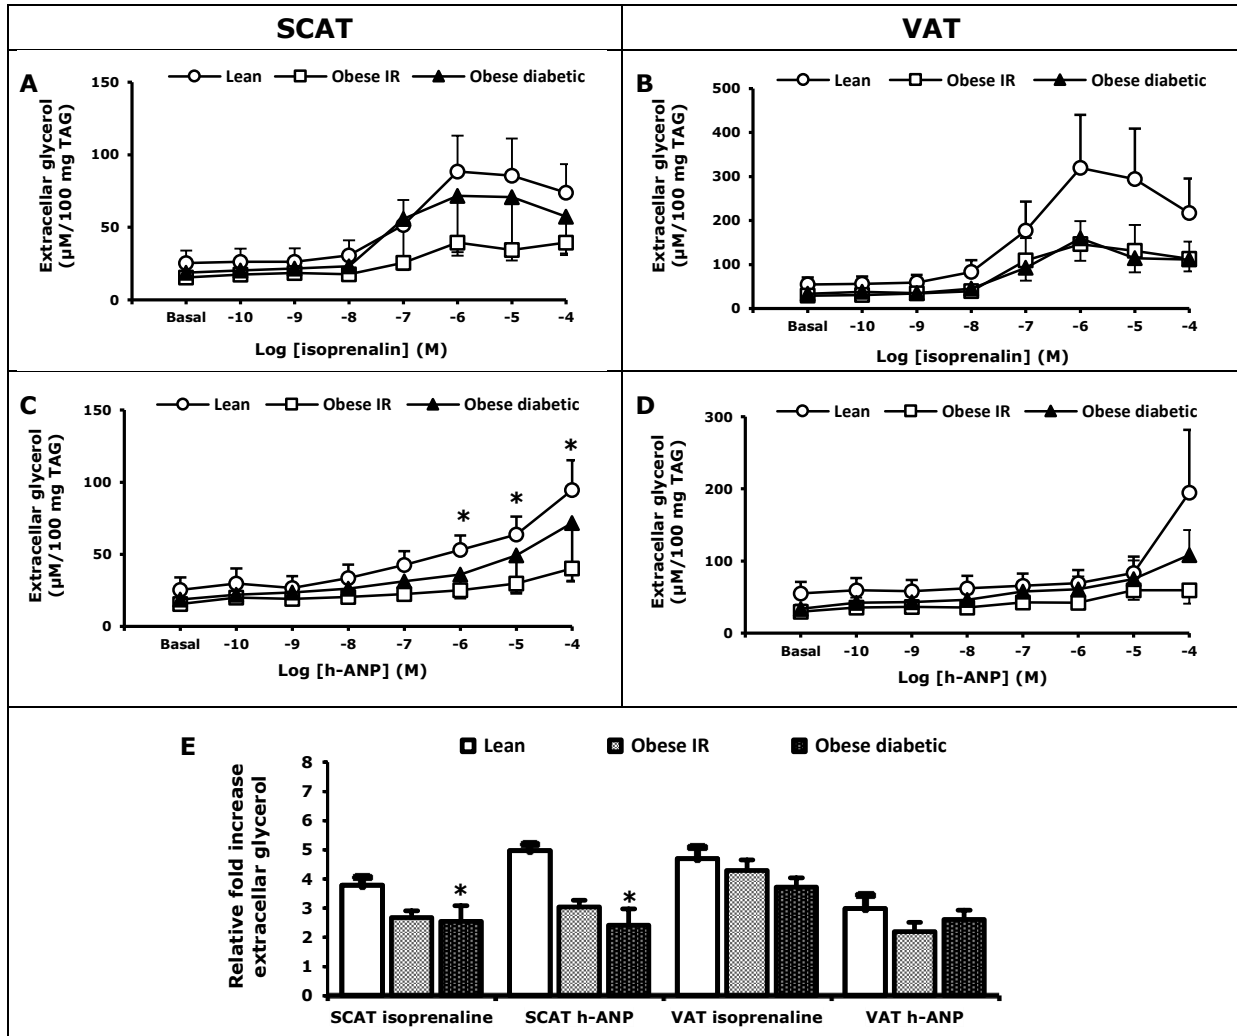 SCAT
VAT
A
Lean
Obese IR
Obese diabetic
Extracellar glycerol
(µM/100 mg TAG)
150
100
50
0
Basal -10 -9 -8 -7 -6 -5 -4
Log [isoprenalin] (M)
B
Lean
Obese IR
Obese diabetic
Extracellar glycerol
(µM/100 mg TAG)
500
400
300
200
100
0
Basal -10 -9 -8 -7 -6 -5 -4
Log [isoprenalin] (M)
C
Lean
Obese IR
Obese diabetic
Extracellar glycerol
(µM/100 mg TAG)
150
100
50
0
* * *
Basal -10 -9 -8 -7 -6 -5 -4
Log [h-ANP] (M)
D
Lean
Obese IR
Obese diabetic
Extracellar glycerol
(µM/100 mg TAG)
300
200
100
0
Basal -10 -9 -8 -7 -6 -5 -4
Log [h-ANP] (M)
E
Lean
Obese IR
Obese diabetic
Relative fold increase
extracellar glycerol
8
7
6
5
4
3
2
1
0
* *
SCAT isoprenaline
SCAT h-ANP
VAT isoprenaline
VAT h-ANP